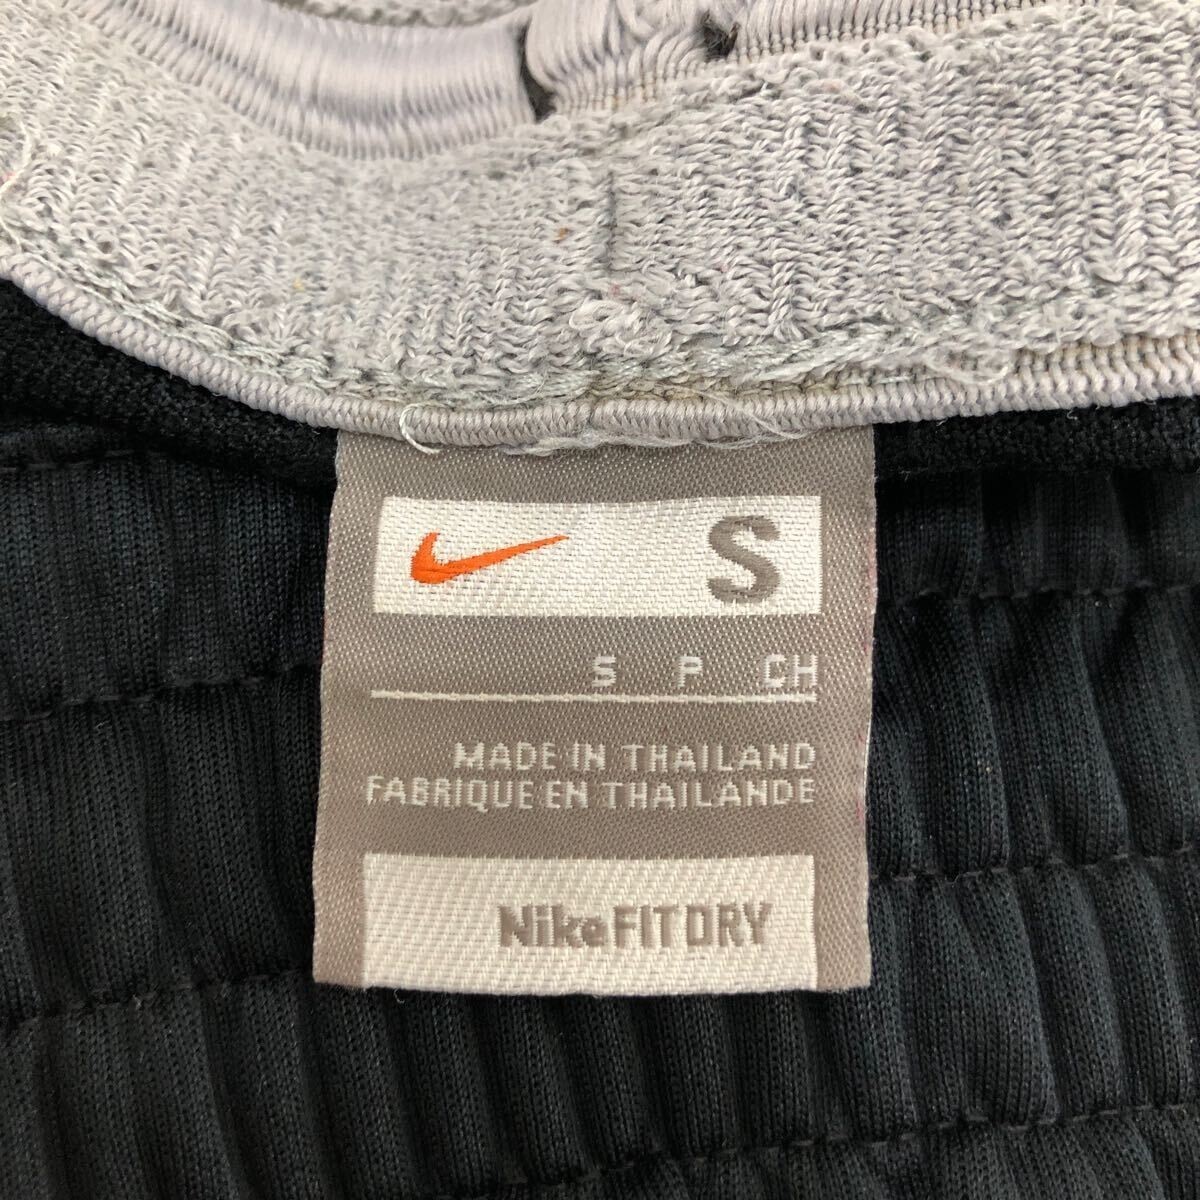 S
S P CH
MADE IN THAILAND
FABRIQUE EN THAILANDE
NikeFITDRY